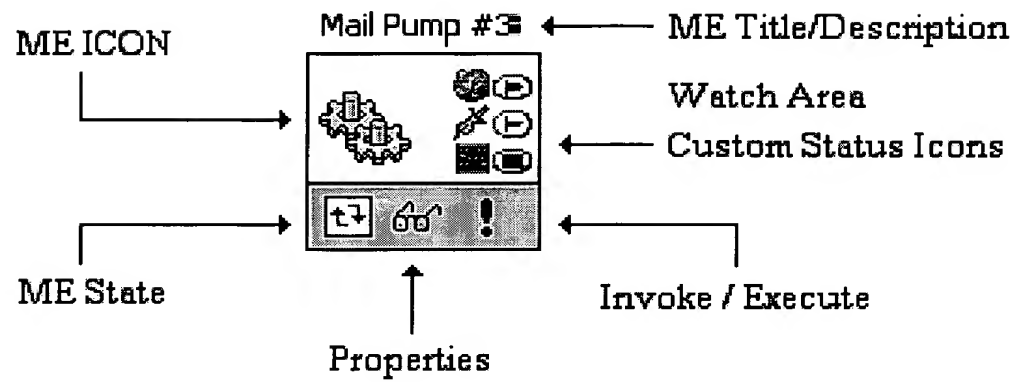 Mail Pump #3
ME Title/Description
ME ICON
Watch Area
Custom Status Icons
ME State
Invoke / Execute
Properties